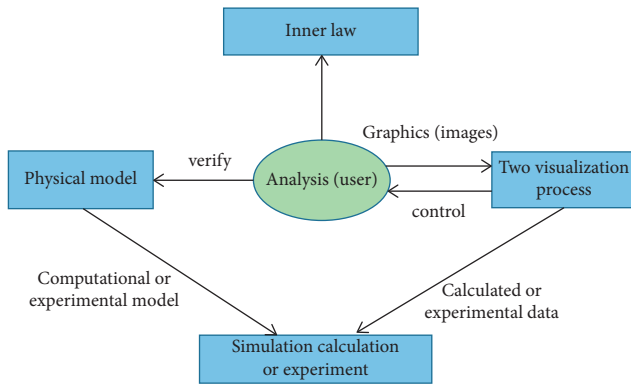 Inner law
Graphics (images)
verify
Physical model
Analysis (user)
Two visualization
process
control
Computational or
experimental model
Calculated or
experimental data
Simulation calculation
or experiment